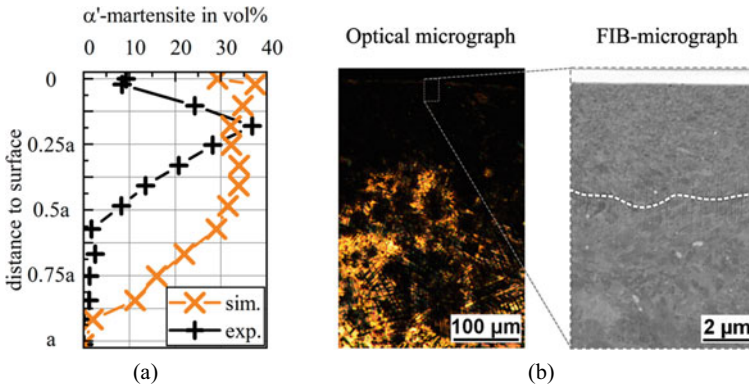 α'-martensite in vol%
0 10 20 30 40
distance to surface
0
0.25a
0.5a
0.75a
a
sim.
exp.
(a)
Optical micrograph
FIB-micrograph
100 µm
2 µm
(b)